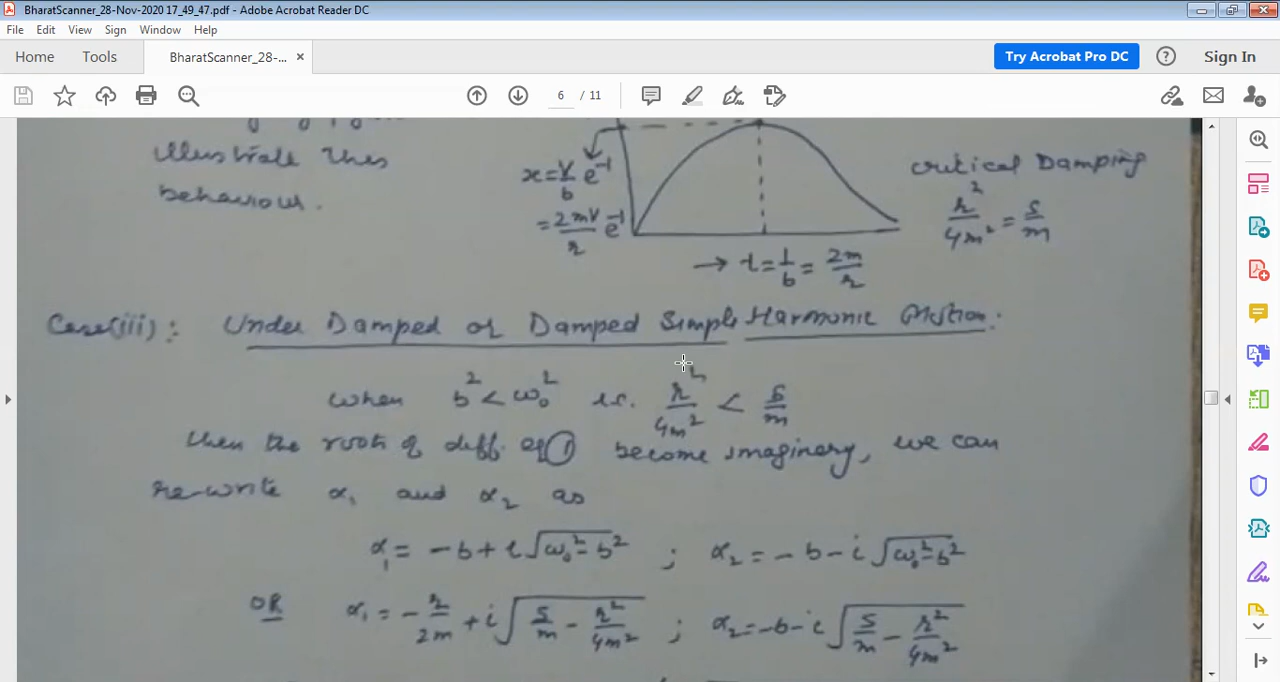 BharatScanner_28-Nov-2020 17_49_47.pdf - Adobe Acrobat Reader DC
File Edit View Sign Window Help
Home Tools BharatScanner_28-... × Try Acrobat Pro DC ? Sign In
6 / 11
illustrate this
behaviour.
x = V/b e^-1
= 2mV/r e^-1
→ t = 1/b = 2m/r
critical Damping
r²/4m² = s/m
Case(iii): Under Damped or Damped Simple Harmonic Motion.
when b² < ω₀² i.e. r²/4m² < s/m
then the roots of diff. eq ① become imaginary, we can
re-write α₁ and α₂ as
α₁ = -b + i√(ω₀² - b²) ; α₂ = -b - i√(ω₀² - b²)
OR α₁ = -r/2m + i√(s/m - r²/4m²) ; α₂ = -b - i√(s/m - r²/4m²)